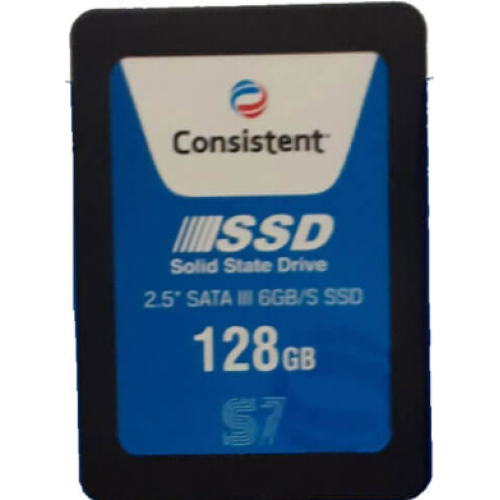 Consistent
SSD
Solid State Drive
2.5" SATA III 6GB/S SSD
128GB
S7